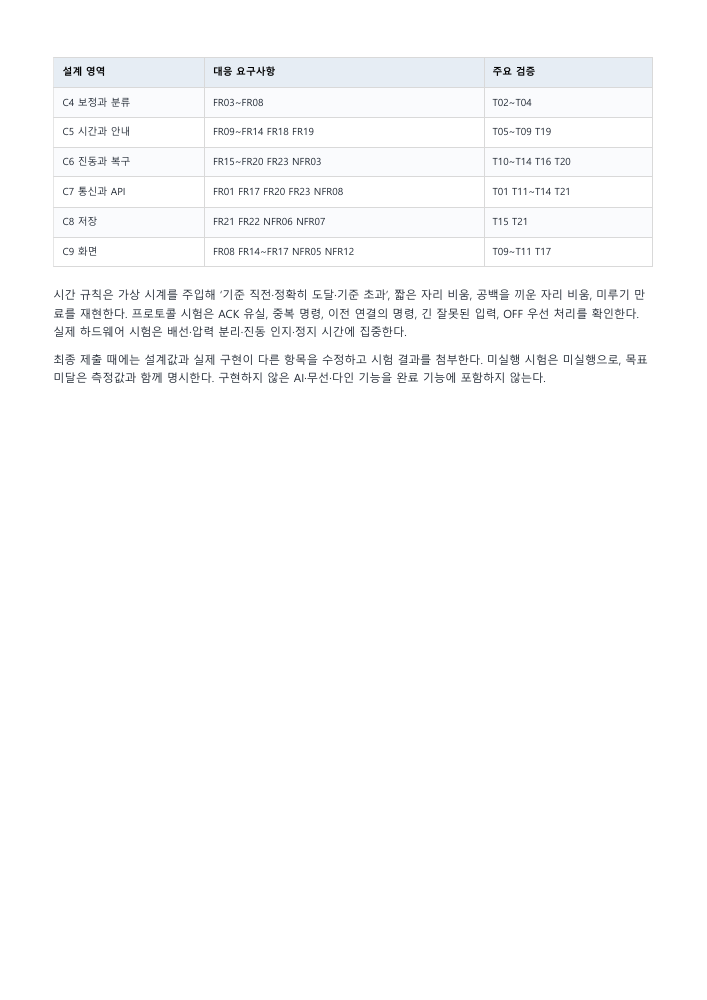 설계 영역 대응 요구사항 주요 검증
C4 보정과 분류 FR03~FR08 T02~T04
C5 시간과 안내 FR09~FR14 FR18 FR19 T05~T09 T19
C6 진동과 복구 FR15~FR20 FR23 NFR03 T10~T14 T16 T20
C7 통신과 API FR01 FR17 FR20 FR23 NFR08 T01 T11~T14 T21
C8 저장 FR21 FR22 NFR06 NFR07 T15 T21
C9 화면 FR08 FR14~FR17 NFR05 NFR12 T09~T11 T17
시간 규칙은 가상 시계를 주입해 ‘기준 직전·정확히 도달·기준 초과’, 짧은 자리 비움, 공백을 끼운 자리 비움, 미루기 만
료를 재현한다. 프로토콜 시험은 ACK 유실, 중복 명령, 이전 연결의 명령, 긴 잘못된 입력, OFF 우선 처리를 확인한다.
실제 하드웨어 시험은 배선·압력 분리·진동 인지·정지 시간에 집중한다.
최종 제출 때에는 설계값과 실제 구현이 다른 항목을 수정하고 시험 결과를 첨부한다. 미실행 시험은 미실행으로, 목표
미달은 측정값과 함께 명시한다. 구현하지 않은 AI·무선·다인 기능을 완료 기능에 포함하지 않는다.